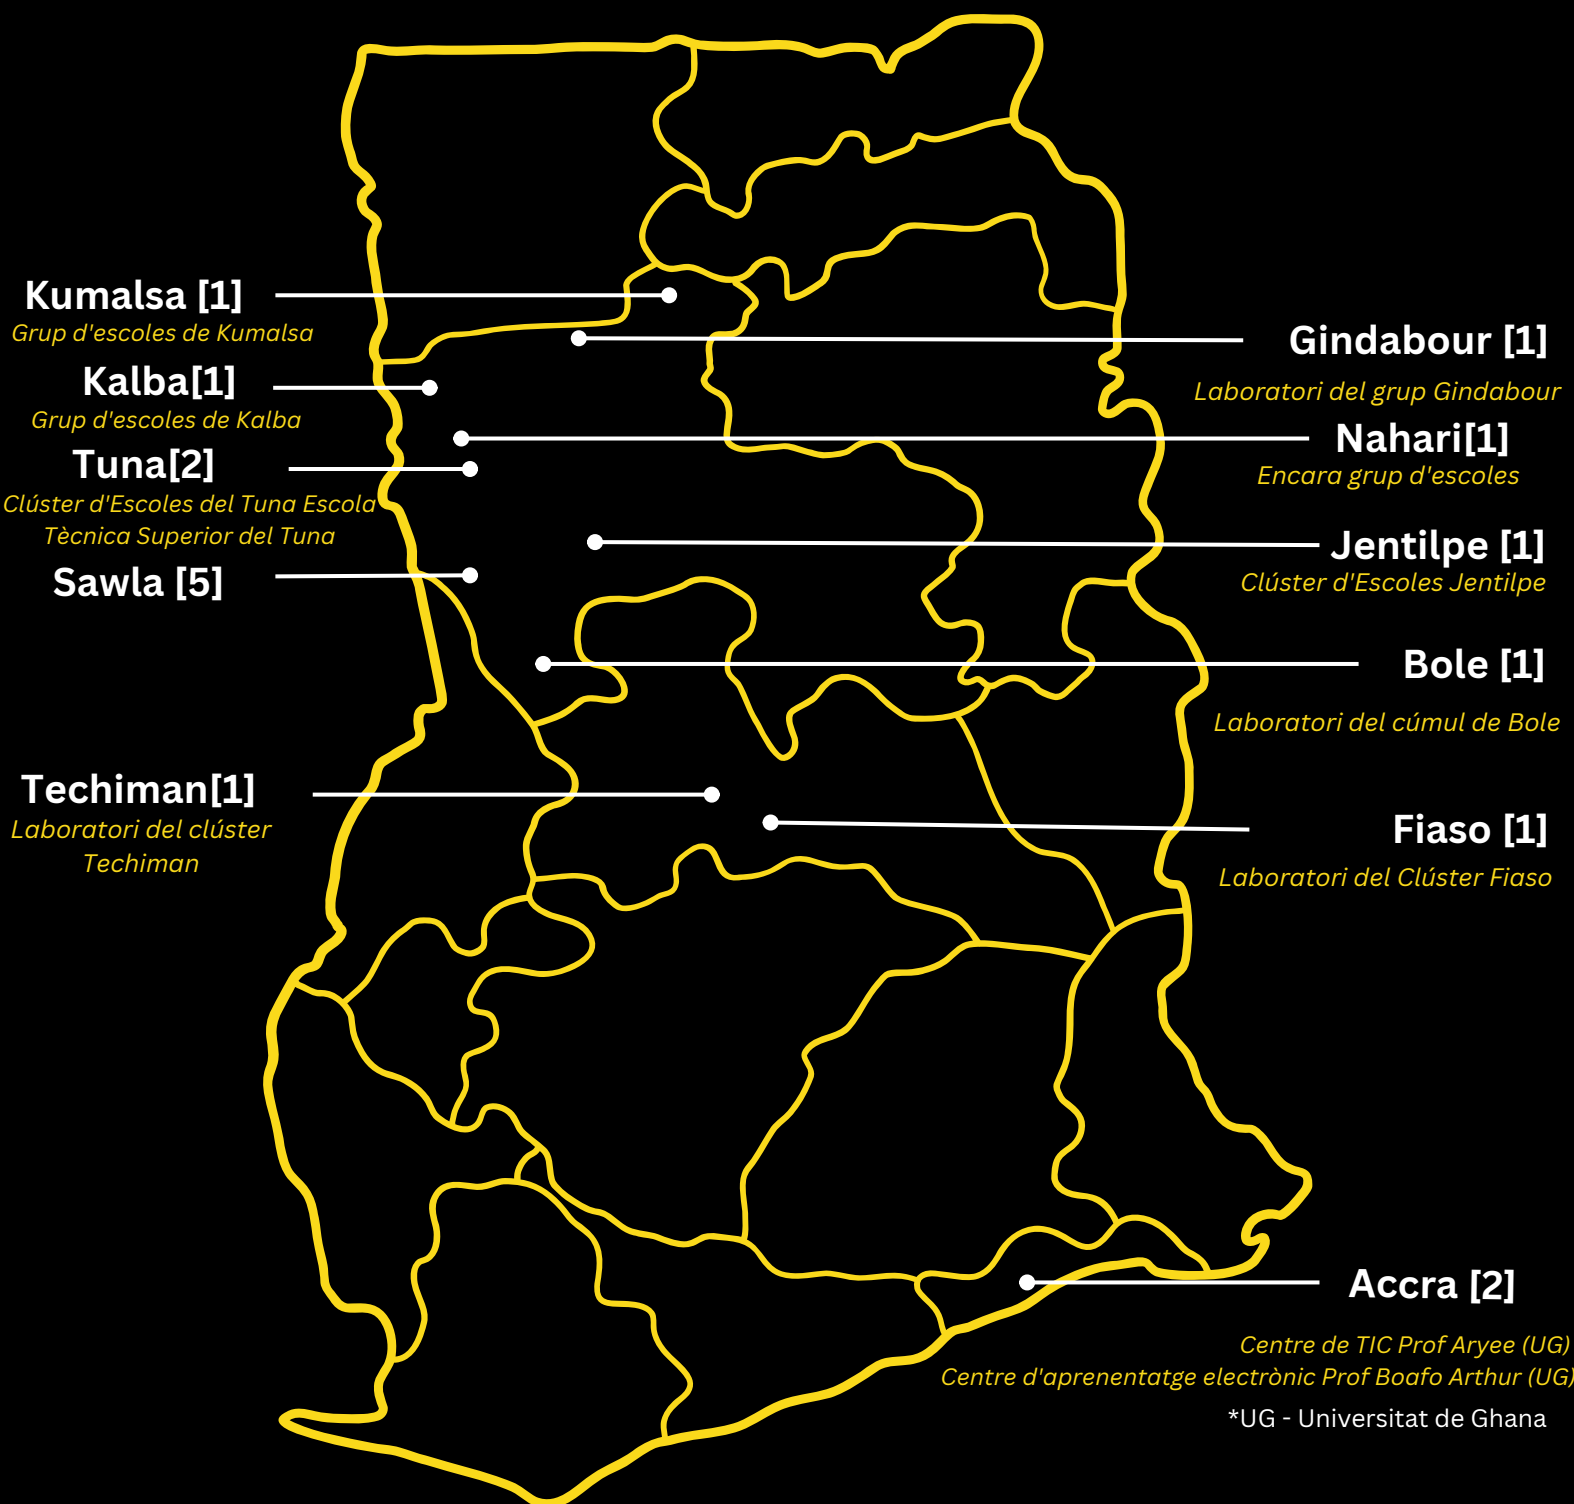 Kumalsa [1]
Grup d'escoles de Kumalsa
Kalba[1]
Grup d'escoles de Kalba
Tuna[2]
Clúster d'Escoles del Tuna Escola
Tècnica Superior del Tuna
Sawla [5]
Techiman[1]
Laboratori del clúster
Techiman
Gindabour [1]
Laboratori del grup Gindabour
Nahari[1]
Encara grup d'escoles
Jentilpe [1]
Clúster d'Escoles Jentilpe
Bole [1]
Laboratori del cúmul de Bole
Fiaso [1]
Laboratori del Clúster Fiaso
Accra [2]
Centre de TIC Prof Aryee (UG)
Centre d'aprenentatge electrònic Prof Boafo Arthur (UG)
*UG - Universitat de Ghana